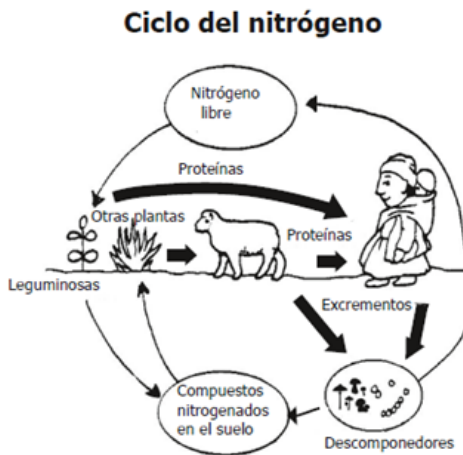 Ciclo del nitrógeno
Nitrógeno
libre
Proteínas
Otras plantas
Proteínas
Leguminosas
Excrementos
Compuestos
nitrogenados
en el suelo
Descomponedores